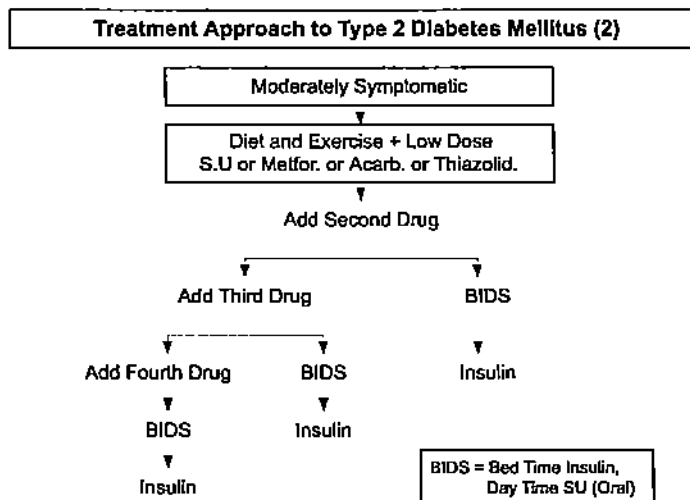 Treatment Approach to Type 2 Diabetes Mellitus (2)
Moderately Symptomatic
Diet and Exercise + Low Dose
S.U or Metfor. or Acarb. or Thiazolid.
Add Second Drug
Add Third Drug BIDS
Add Fourth Drug BIDS Insulin
BIDS Insulin
Insulin
BIDS = Bed Time Insulin,
Day Time SU (Oral)